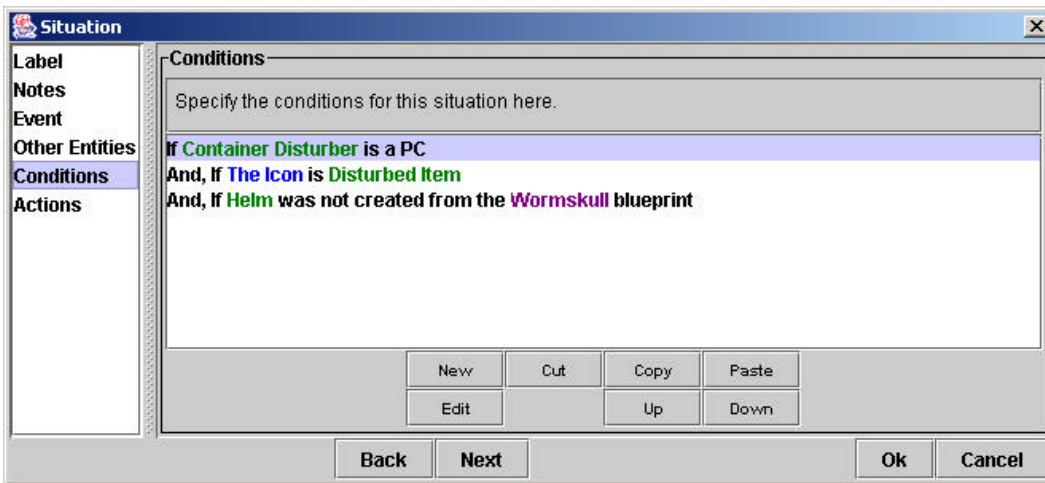 Situation
Label
Notes
Event
Other Entities
Conditions
Actions
Conditions
Specify the conditions for this situation here.
If Container Disturber is a PC
And, If The Icon is Disturbed Item
And, If Helm was not created from the Wormskull blueprint
New Cut Copy Paste
Edit Up Down
Back Next Ok Cancel